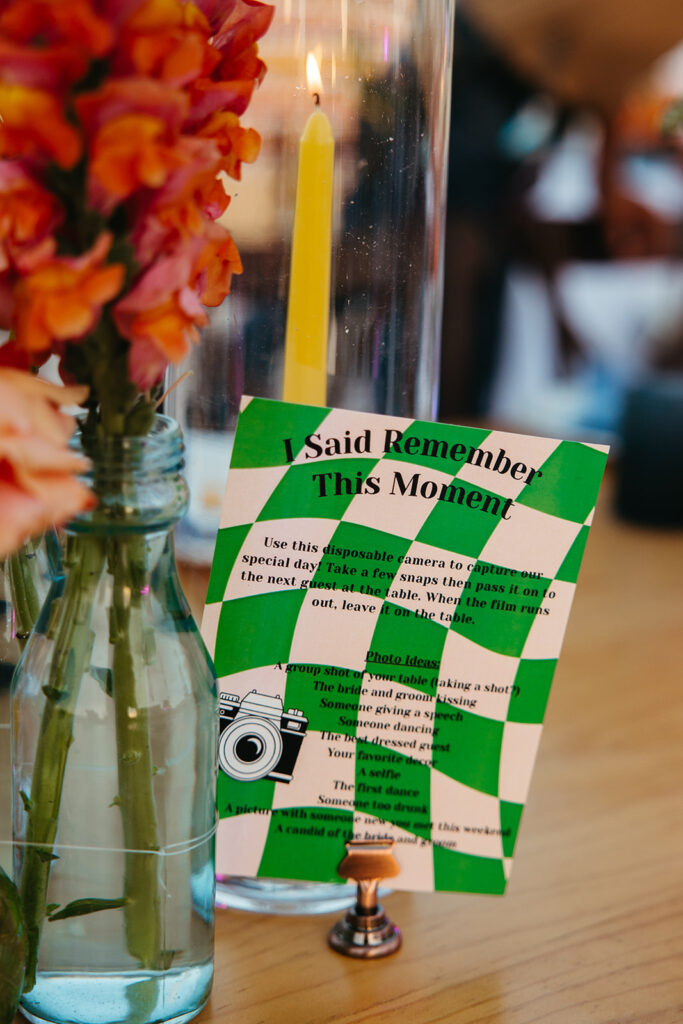 I Said Remember
This Moment
Use this disposable camera to capture our
special day! Take a few snaps then pass it on to
the next guest at the table. When the film runs
out, leave it on the table.
Photo Ideas:
A group shot of your table (taking a shot?)
The bride and groom kissing
Someone giving a speech
Someone dancing
The best dressed guest
Your favorite decor
A selfie
The first dance
Someone too drunk
A picture with someone new you met this weekend
A candid of the bride and groom